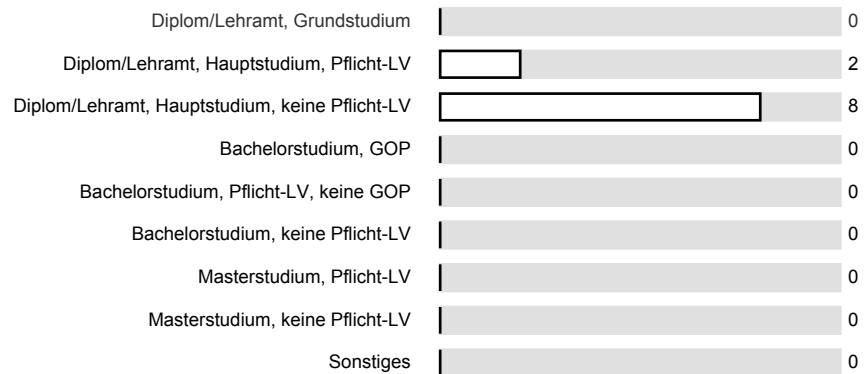 Diplom/Lehramt, Grundstudium 0
Diplom/Lehramt, Hauptstudium, Pflicht-LV 2
Diplom/Lehramt, Hauptstudium, keine Pflicht-LV 8
Bachelorstudium, GOP 0
Bachelorstudium, Pflicht-LV, keine GOP 0
Bachelorstudium, keine Pflicht-LV 0
Masterstudium, Pflicht-LV 0
Masterstudium, keine Pflicht-LV 0
Sonstiges 0